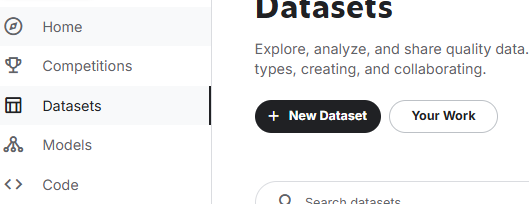 Home
Competitions
Datasets
Models
Code
Datasets
Explore, analyze, and share quality data.
types, creating, and collaborating.
+ New Dataset
Your Work
Search datasets